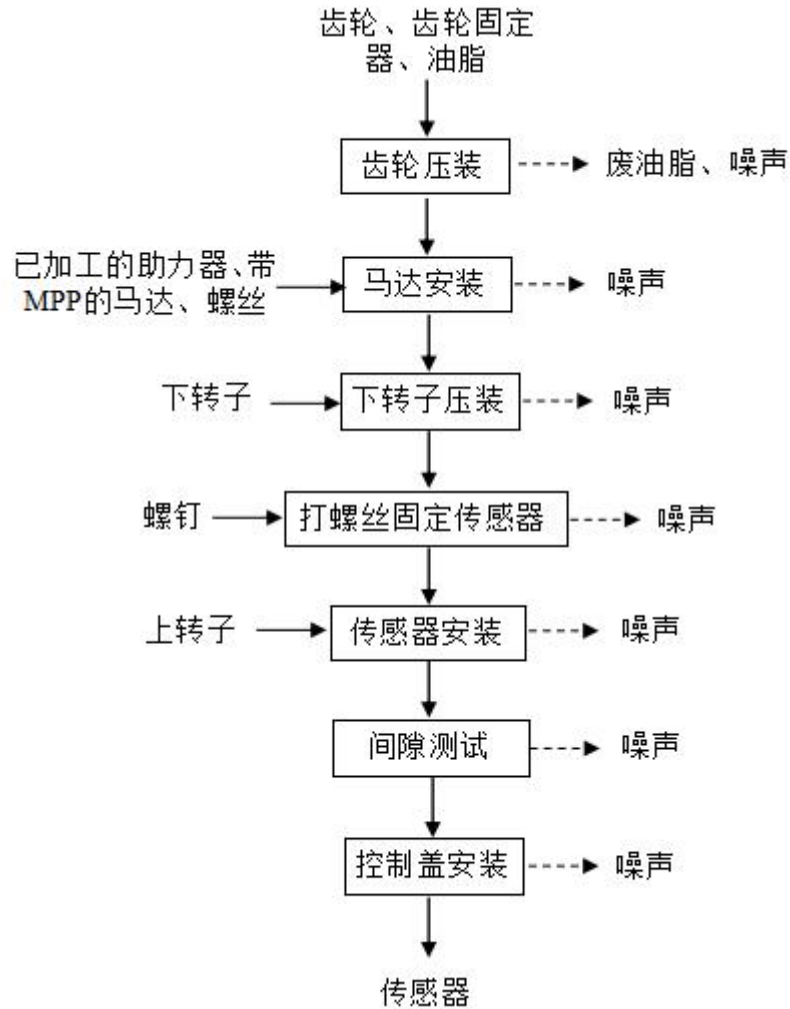 齿轮、齿轮固定
器、油脂
齿轮压装
废油脂、噪声
已加工的助力器、带
MPP的马达、螺丝
马达安装
噪声
下转子
下转子压装
噪声
螺钉
打螺丝固定传感器
噪声
上转子
传感器安装
噪声
间隙测试
噪声
控制盖安装
噪声
传感器